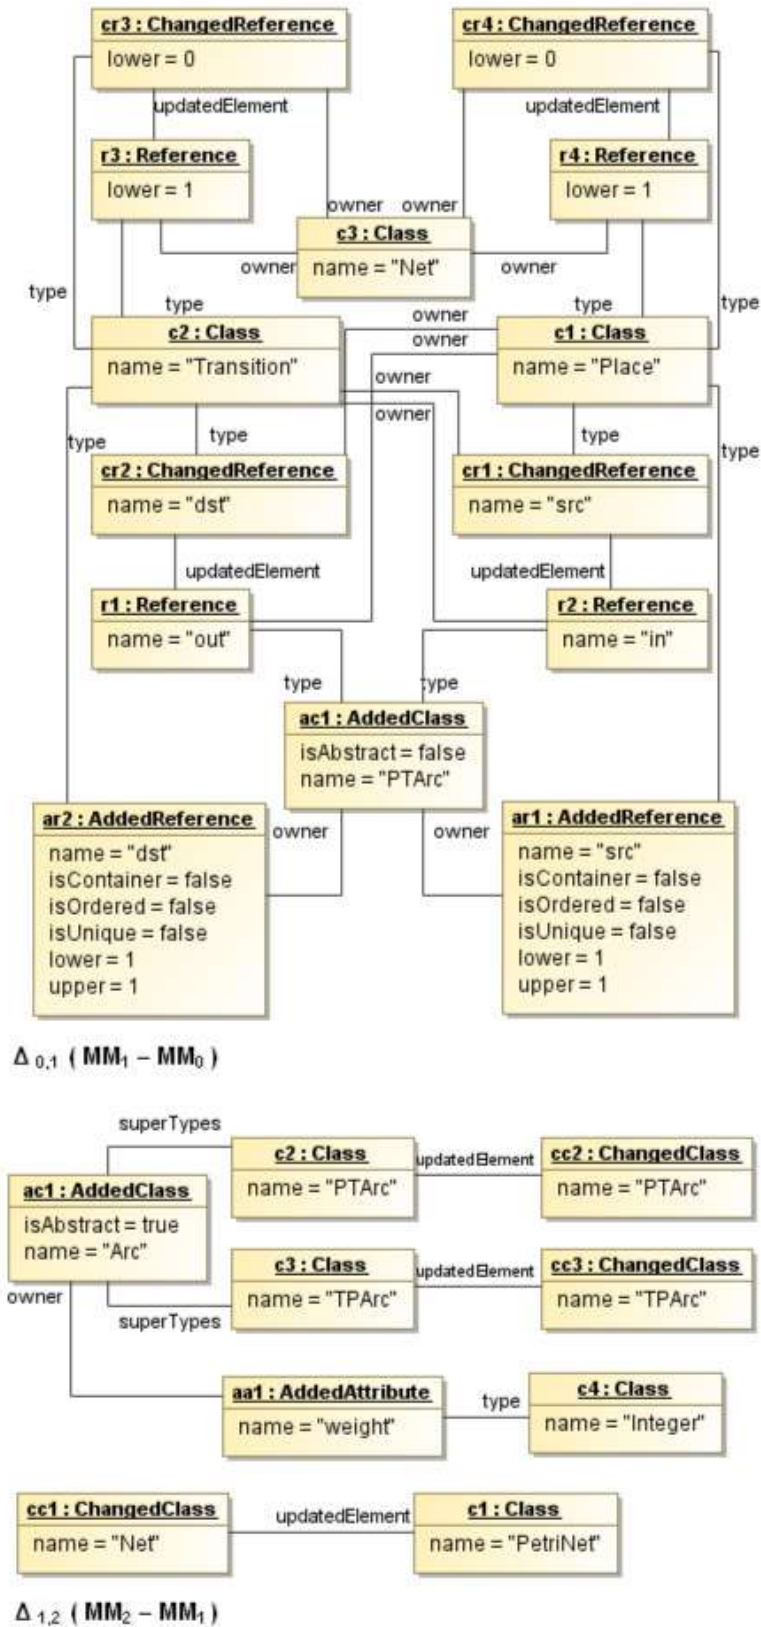 cr3 : ChangedReference
lower = 0
cr4 : ChangedReference
lower = 0
updatedElement
updatedElement
r3 : Reference
lower = 1
r4 : Reference
lower = 1
owner
owner
c3 : Class
name = "Net"
owner
owner
type
type
type
type
c2 : Class
name = "Transition"
owner
owner
c1 : Class
name = "Place"
owner
owner
type
type
type
type
cr2 : ChangedReference
name = "dst"
cr1 : ChangedReference
name = "src"
updatedElement
updatedElement
r1 : Reference
name = "out"
r2 : Reference
name = "in"
type
type
ac1 : AddedClass
isAbstract = false
name = "PTArc"
ar2 : AddedReference
name = "dst"
isContainer = false
isOrdered = false
isUnique = false
lower = 1
upper = 1
owner
owner
ar1 : AddedReference
name = "src"
isContainer = false
isOrdered = false
isUnique = false
lower = 1
upper = 1
Δ 0,1 ( MM1 – MM0 )
superTypes
c2 : Class
name = "PTArc"
updatedElement
cc2 : ChangedClass
name = "PTArc"
ac1 : AddedClass
isAbstract = true
name = "Arc"
c3 : Class
name = "TPArc"
updatedElement
cc3 : ChangedClass
name = "TPArc"
owner
superTypes
aa1 : AddedAttribute
name = "weight"
type
c4 : Class
name = "Integer"
cc1 : ChangedClass
name = "Net"
updatedElement
c1 : Class
name = "PetriNet"
Δ 1,2 ( MM2 – MM1 )